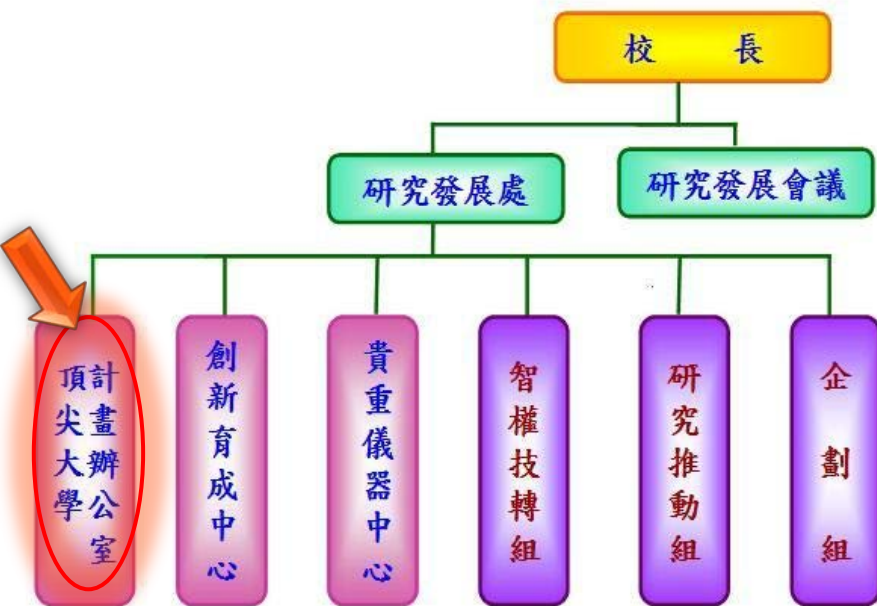 校長
研究發展處
研究發展會議
頂尖大學
計畫辦公室
創新育成中心
貴重儀器中心
智權技轉組
研究推動組
企劃組